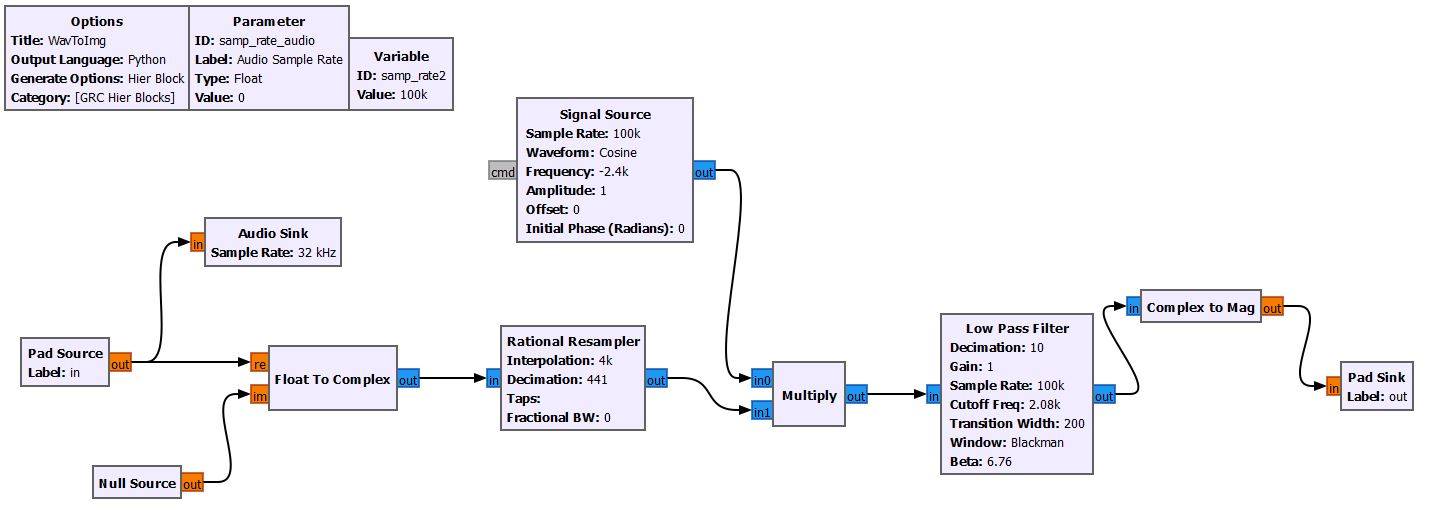 Options
Title: WavToImg
Output Language: Python
Generate Options: Hier Block
Category: [GRC Hier Blocks]
Parameter
ID: samp_rate_audio
Label: Audio Sample Rate
Type: Float
Value: 0
Variable
ID: samp_rate2
Value: 100k
Signal Source
Sample Rate: 100k
Waveform: Cosine
Frequency: -2.4k
Amplitude: 1
Offset: 0
Initial Phase (Radians): 0
cmd
out
Audio Sink
Sample Rate: 32 kHz
in
Pad Source
Label: in
out
Float To Complex
re
im
out
Null Source
out
Rational Resampler
Interpolation: 4k
Decimation: 441
Taps:
Fractional BW: 0
in
out
Multiply
in0
in1
out
Low Pass Filter
Decimation: 10
Gain: 1
Sample Rate: 100k
Cutoff Freq: 2.08k
Transition Width: 200
Window: Blackman
Beta: 6.76
in
out
Complex to Mag
in
out
Pad Sink
Label: out
in